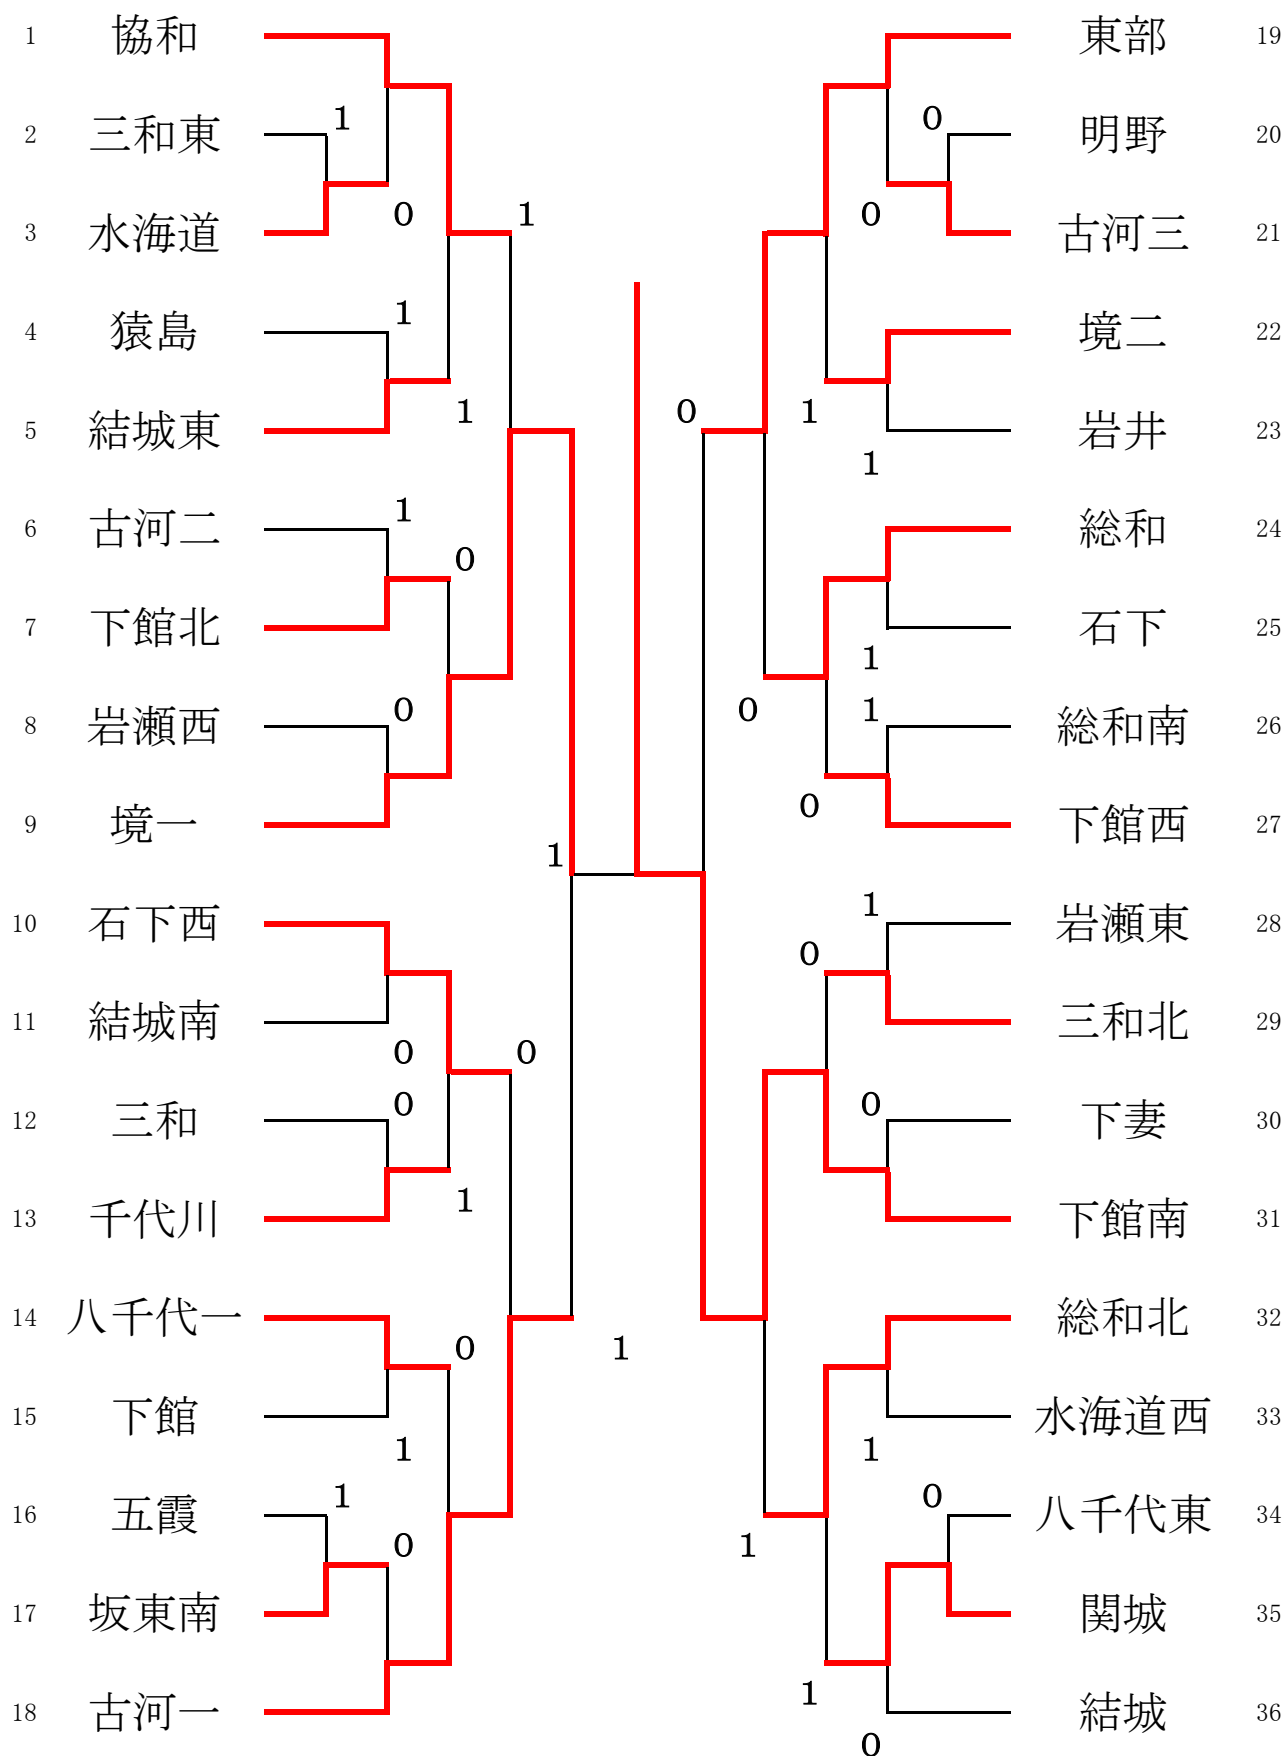 1 協和
2 三和東 1
3 水海道 0 1
4 猿島 1
5 結城東 1
6 古河二 1
0
7 下館北
8 岩瀬西 0
9 境一
1
10 石下西
11 結城南
0 0
12 三和 0
13 千代川 1
14 八千代一
0 1
15 下館
1
16 五霞 1
0
17 坂東南
18 古河一
東部 19
0 明野 20
0 古河三 21
境二 22
0 1 岩井 23
1
総和 24
石下 25
1
0 1 総和南 26
0 下館西 27
1 岩瀬東 28
0
三和北 29
0 下妻 30
下館南 31
総和北 32
水海道西 33
1
0 八千代東 34
1
関城 35
1
結城 36
0